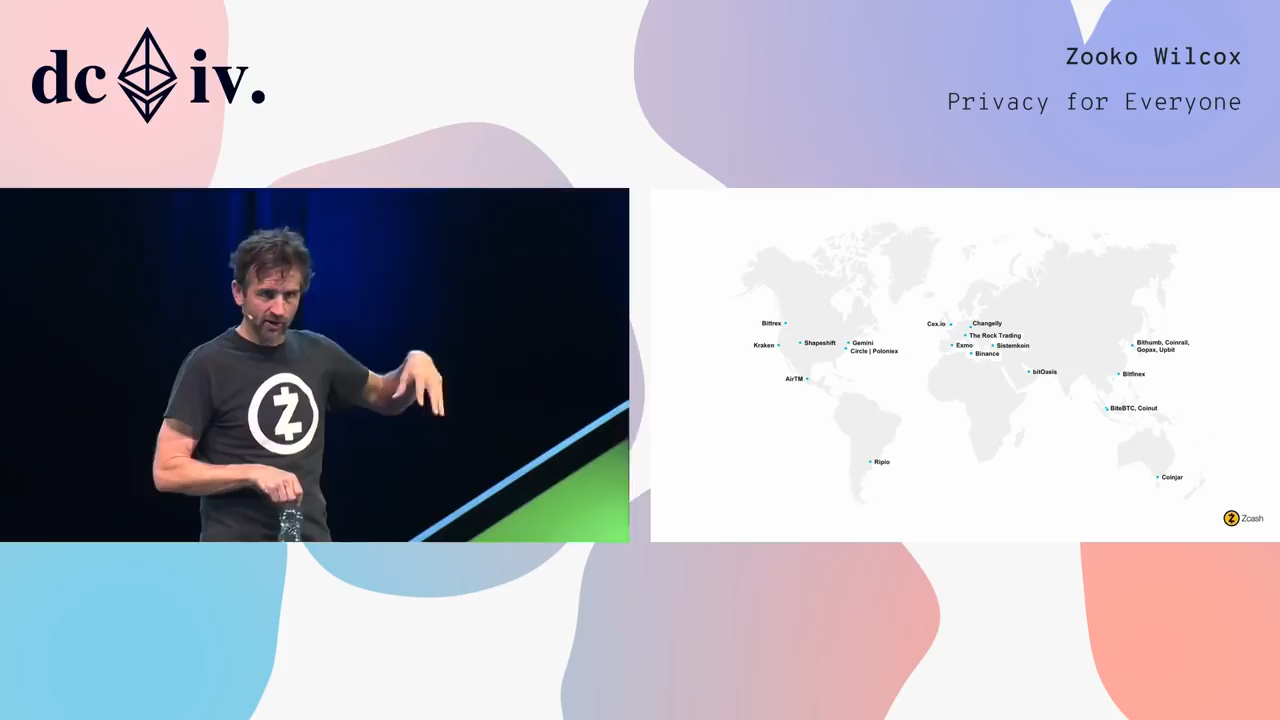 dc iv.
Zooko Wilcox
Privacy for Everyone
Bittrex
Kraken
Shapeshift
Gemini
Circle | Poloniex
AirTM
Ripio
Cex.io
Changelly
The Rock Trading
Exmo
Sistemkoin
Binance
bitOasis
Bithumb, Coinrail,
Gopax, Upbit
Bitfinex
BiteBTC, Coinut
Coinjar
Zcash